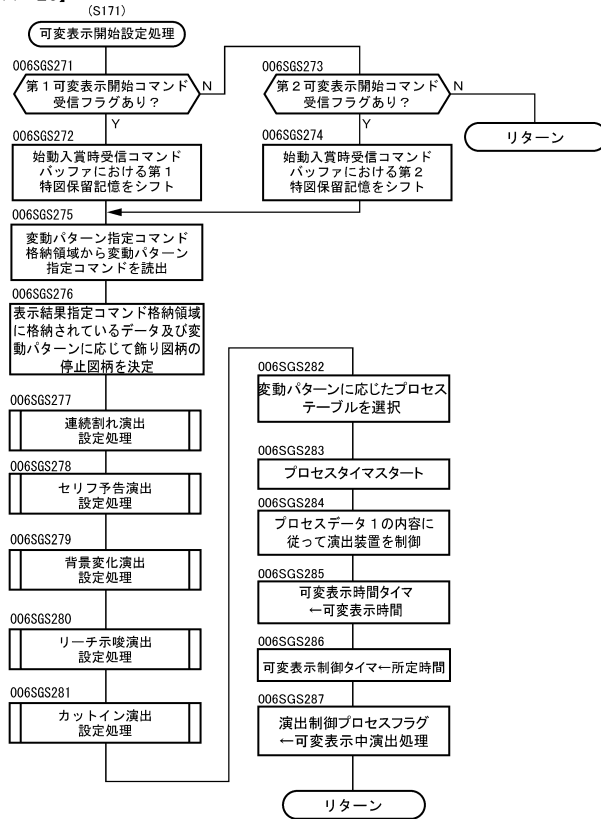 (S171)
可変表示開始設定処理
006SGS271
第１可変表示開始コマンド
受信フラグあり？
N
Y
006SGS272
始動入賞時受信コマンド
バッファにおける第１
特図保留記憶をシフト
006SGS273
第２可変表示開始コマンド
受信フラグあり？
N
Y
リターン
006SGS274
始動入賞時受信コマンド
バッファにおける第２
特図保留記憶をシフト
006SGS275
変動パターン指定コマンド
格納領域から変動パターン
指定コマンドを読出
006SGS276
表示結果指定コマンド格納領域
に格納されているデータ及び変
動パターンに応じて飾り図柄の
停止図柄を決定
006SGS277
連続割れ演出
設定処理
006SGS278
セリフ予告演出
設定処理
006SGS279
背景変化演出
設定処理
006SGS280
リーチ示唆演出
設定処理
006SGS281
カットイン演出
設定処理
006SGS282
変動パターンに応じたプロセス
テーブルを選択
006SGS283
プロセスタイマスタート
006SGS284
プロセスデータ１の内容に
従って演出装置を制御
006SGS285
可変表示時間タイマ
←可変表示時間
006SGS286
可変表示制御タイマ←所定時間
006SGS287
演出制御プロセスフラグ
←可変表示中演出処理
リターン